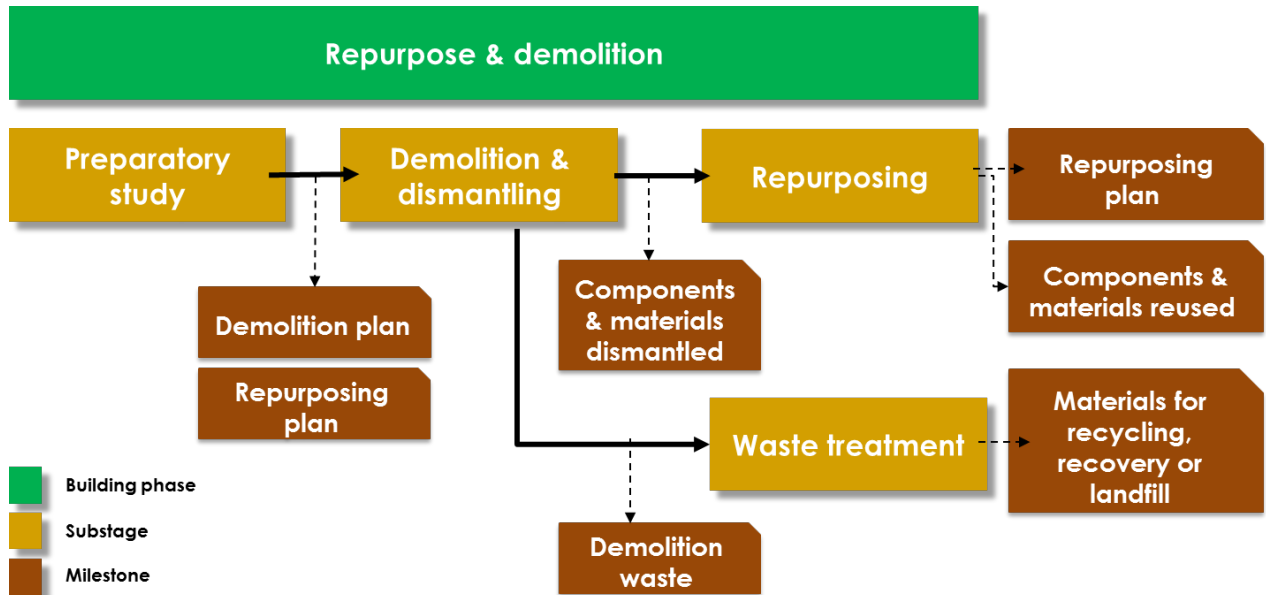 Repurpose & demolition
Preparatory
study
Demolition &
dismantling
Repurposing
Repurposing
plan
Components &
materials reused
Demolition plan
Repurposing
plan
Components
& materials
dismantled
Waste treatment
Materials for
recycling,
recovery or
landfill
Demolition
waste
Building phase
Substage
Milestone